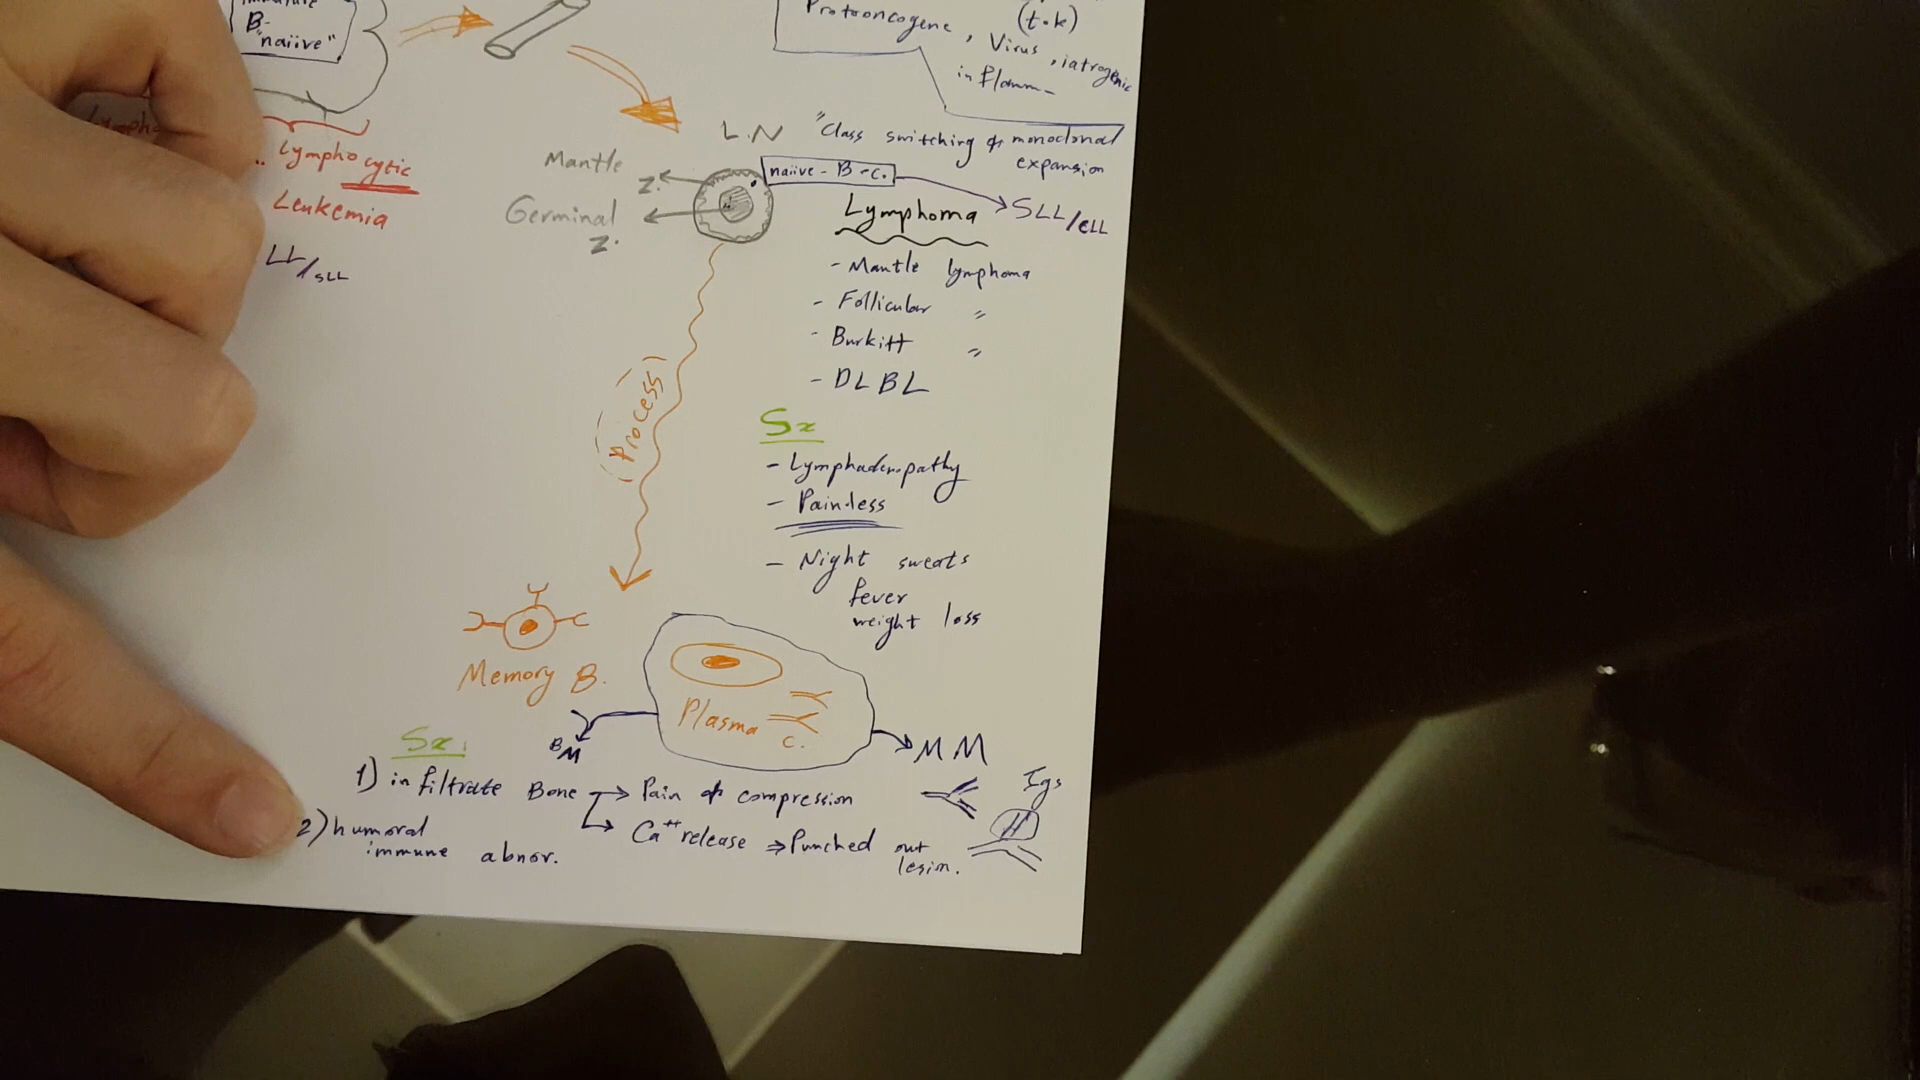 B-
"naiive"
Protooncogene, (t.k)
Virus, iatrogenic
inflamm-
L.N "Class switching & monoclonal
expansion
Lymphocytic
Leukemia
LL/SLL
Mantle
Z.
Germinal
Z.
naiive-B-c.
SLL/CLL
Lymphoma
- Mantle lymphoma
- Follicular "
- Burkitt "
- DLBL
(Process)
Sx
- Lymphadenopathy
- Painless
- Night sweats
fever
weight loss
Memory B.
Plasma
C.
BM
MM
Sx
1) infiltrate Bone → Pain & compression
Ca++ release ⇒ Punched out
lesion.
2) humoral
immune abnor.
Igs